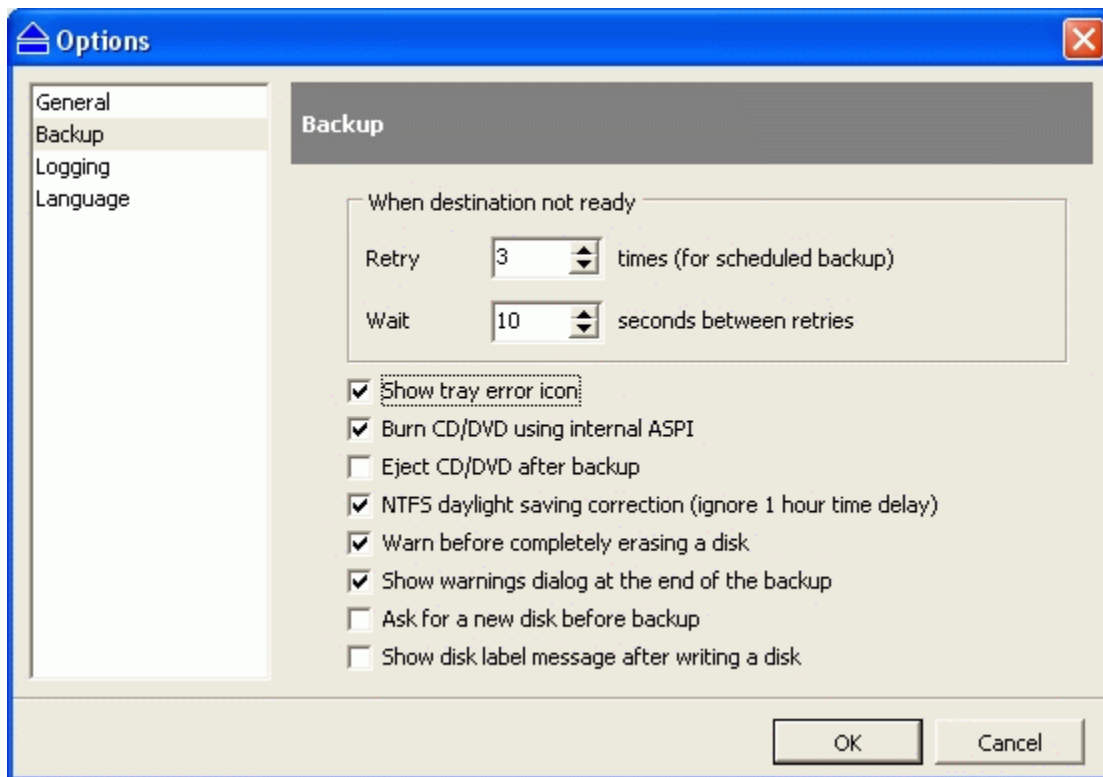 Options
General
Backup
Logging
Language
Backup
When destination not ready
Retry 3 times (for scheduled backup)
Wait 10 seconds between retries
Show tray error icon
Burn CD/DVD using internal ASPI
Eject CD/DVD after backup
NTFS daylight saving correction (ignore 1 hour time delay)
Warn before completely erasing a disk
Show warnings dialog at the end of the backup
Ask for a new disk before backup
Show disk label message after writing a disk
OK Cancel